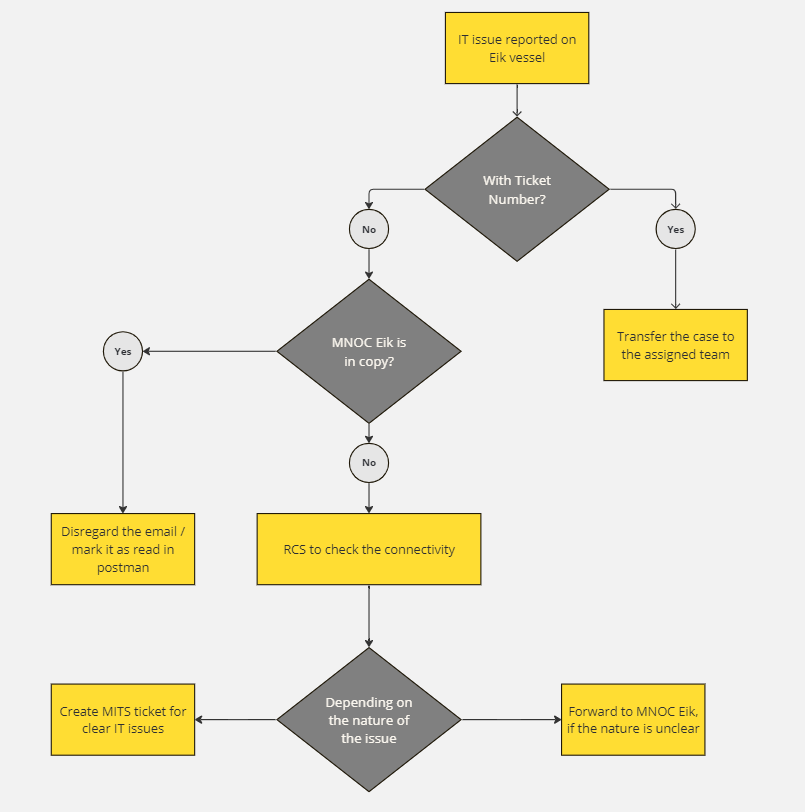 IT issue reported on
Eik vessel
With Ticket
Number?
No
Yes
MNOC Eik is
in copy?
Transfer the case to
the assigned team
Yes
No
Disregard the email /
mark it as read in
postman
RCS to check the connectivity
Depending on
the nature of
the issue
Create MITS ticket for
clear IT issues
Forward to MNOC Eik,
if the nature is unclear